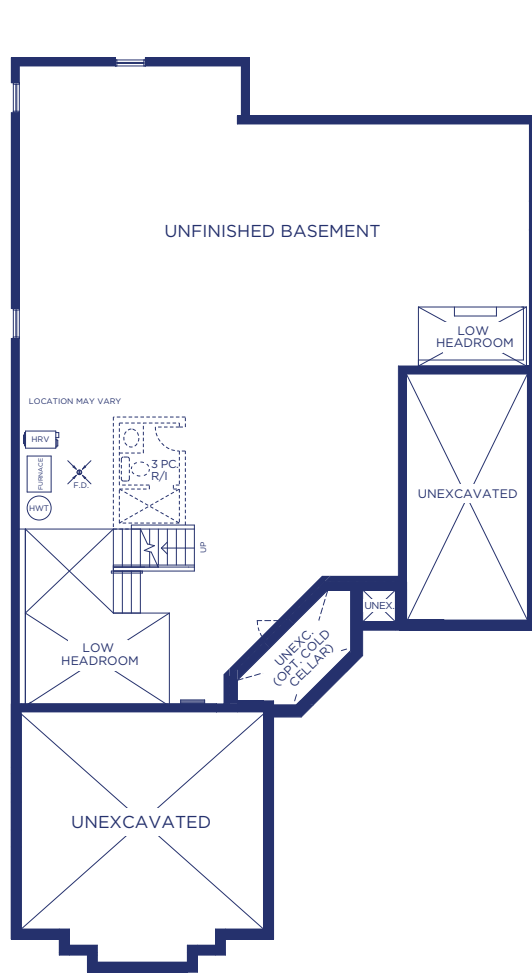 UNFINISHED BASEMENT
LOW
HEADROOM
LOCATION MAY VARY
HRV
3 PC.
R/I
FURNACE
F.D.
UNEXCAVATED
HWT
UP
UNEX.
UNEXC.
(OPT. COLD
CELLAR)
LOW
HEADROOM
UNEXCAVATED